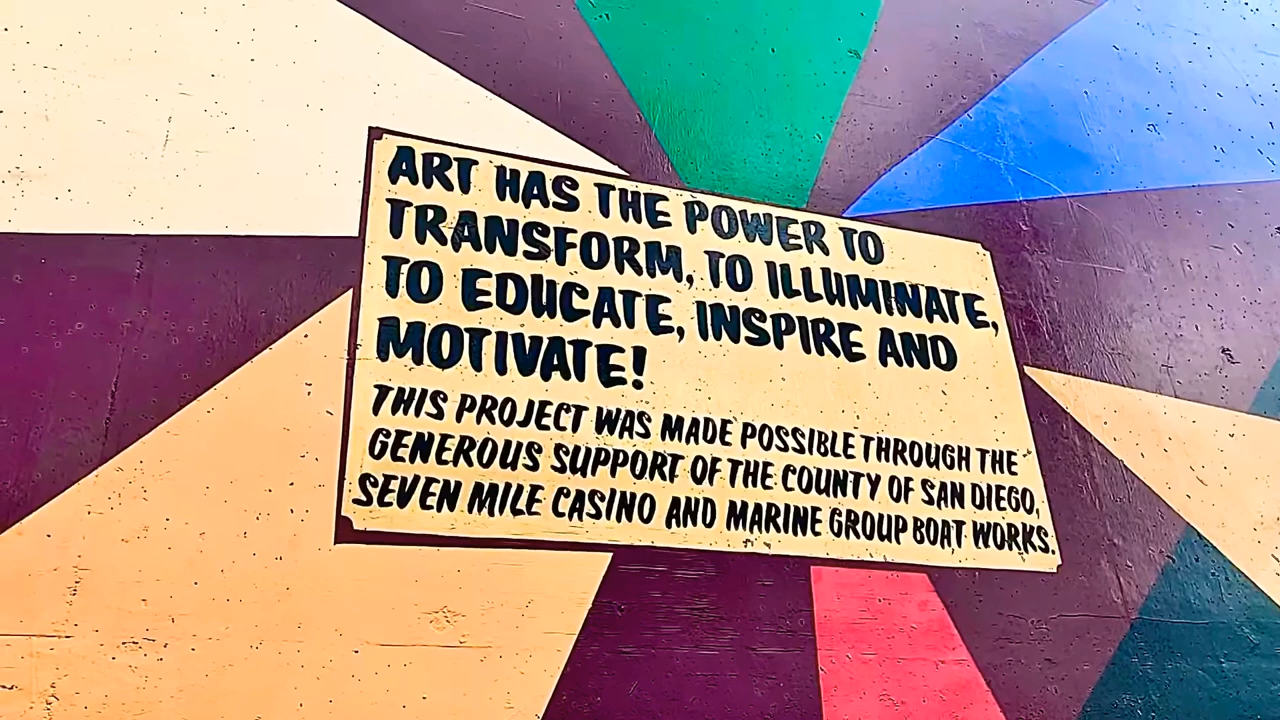 ART HAS THE POWER TO
TRANSFORM, TO ILLUMINATE,
TO EDUCATE, INSPIRE AND
MOTIVATE!
THIS PROJECT WAS MADE POSSIBLE THROUGH THE
GENEROUS SUPPORT OF THE COUNTY OF SAN DIEGO,
SEVEN MILE CASINO AND MARINE GROUP BOAT WORKS.